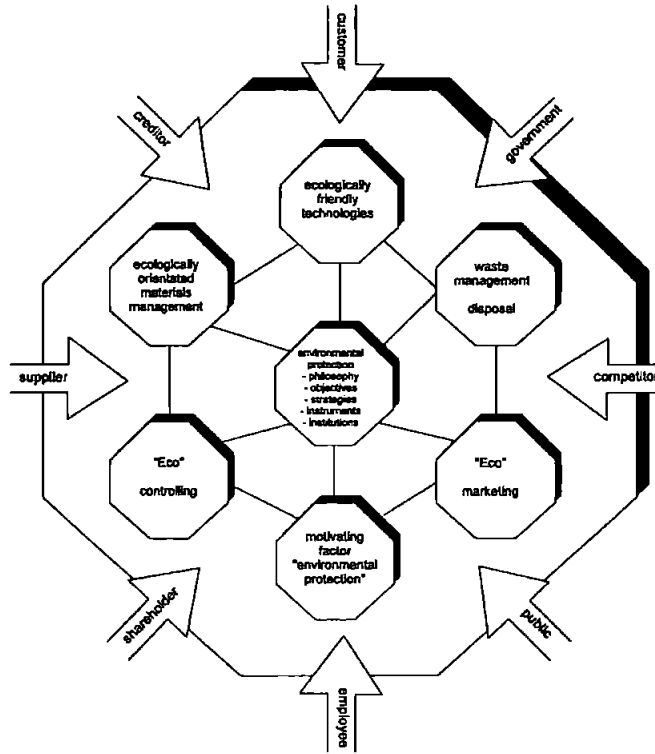 customer
creditor
government
ecologically
friendly
technologies
ecologically
orientated
materials
management
waste
management
disposal
environmental
protection
- philosophy
- objectives
- strategies
- instruments
- institutions
supplier
competitor
"Eco"
controlling
"Eco"
marketing
motivating
factor
"environmental
protection"
shareholder
public
employee